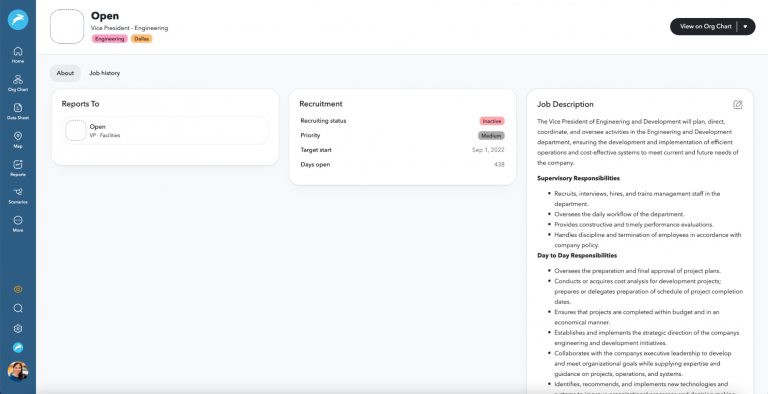 Open
Vice President - Engineering
Engineering
Dallas
View on Org Chart
Home
Org Chart
Data Sheet
Map
Reports
Scenarios
More
About
Job history
Reports To
Open
VP - Facilities
Recruitment
Recruiting status
Inactive
Priority
Medium
Target start
Sep 1, 2022
Days open
438
Job Description
The Vice President of Engineering and Development will plan, direct,
coordinate, and oversee activities in the Engineering and Development
department, ensuring the development and implementation of efficient
operations and cost-effective systems to meet current and future needs of
the company.
Supervisory Responsibilities
Recruits, interviews, hires, and trains management staff in the
department.
Oversees the daily workflow of the department.
Provides constructive and timely performance evaluations.
Handles discipline and termination of employees in accordance with
company policy.
Day to Day Responsibilities
Oversees the preparation and final approval of project plans.
Conducts or acquires cost analysis for development projects;
prepares or delegates preparation of schedule of project completion
dates.
Ensures that projects are completed within budget and in an
economical manner.
Establishes and implements the strategic direction of the companys
engineering and development initiatives.
Collaborates with the companys executive leadership to develop
and meet organizational goals while supplying expertise and
guidance on projects, operations, and systems.
Identifies, recommends, and implements new technologies and